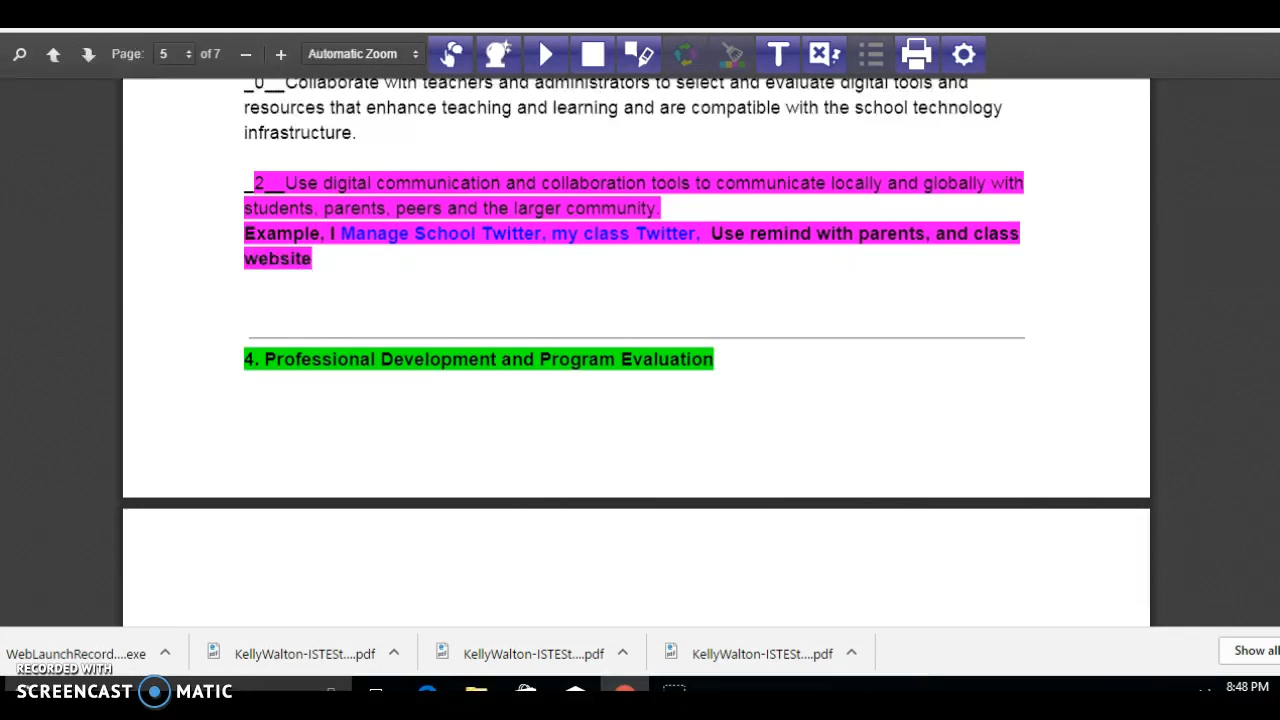 Page: 5 of 7 Automatic Zoom
_0__Collaborate with teachers and administrators to select and evaluate digital tools and
resources that enhance teaching and learning and are compatible with the school technology
infrastructure.
_2__Use digital communication and collaboration tools to communicate locally and globally with
students, parents, peers and the larger community.
Example, I Manage School Twitter, my class Twitter,  Use remind with parents, and class
website
4. Professional Development and Program Evaluation
WebLaunchRecord....exe KellyWalton-ISTESt....pdf KellyWalton-ISTESt....pdf KellyWalton-ISTESt....pdf Show all
RECORDED WITH
SCREENCAST MATIC
8:48 PM